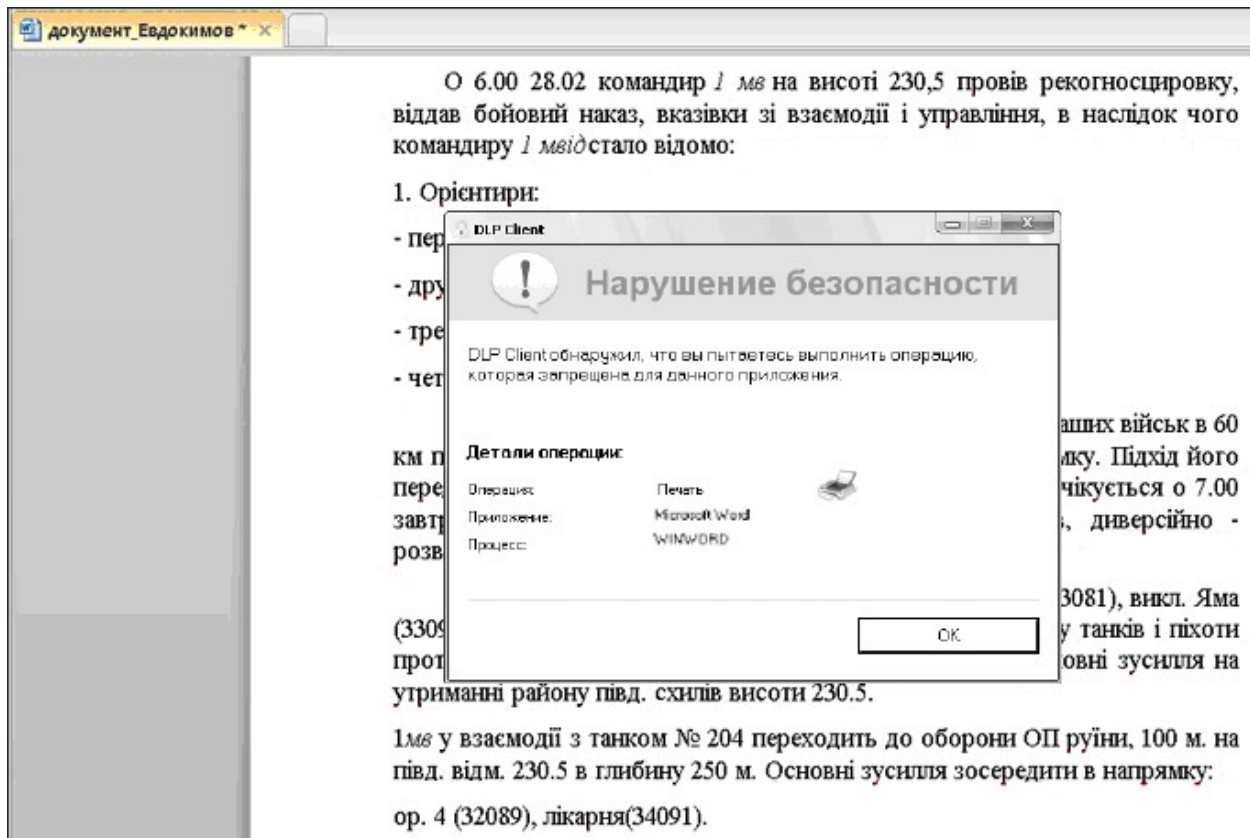 документ_Евдокимов *
О 6.00 28.02 командир 1 мв на висоті 230,5 провів рекогносцировку,
віддав бойовий наказ, вказівки зі взаємодії і управління, в наслідок чого
командиру 1 мвід стало відомо:
1. Орієнтири:
- пер
- дру
- тре
- чет
DLP Client
Нарушение безопасности
DLP Client обнаружил, что вы пытаетесь выполнить операцию,
которая запрещена для данного приложения.
Детали операции:
Операция: Печать
Приложение: Microsoft Word
Процесс: WINWORD
OK
аших військ в 60
км п мку. Підхід його
пере чікується о 7.00
завтр , диверсійно -
розв
3081), викл. Яма
(3309 у танків і піхоти
прот овні зусилля на
утриманні району півд. схилів висоти 230.5.
1мв у взаємодії з танком № 204 переходить до оборони ОП руїни, 100 м. на
півд. відм. 230.5 в глибину 250 м. Основні зусилля зосередити в напрямку:
ор. 4 (32089), лікарня(34091).